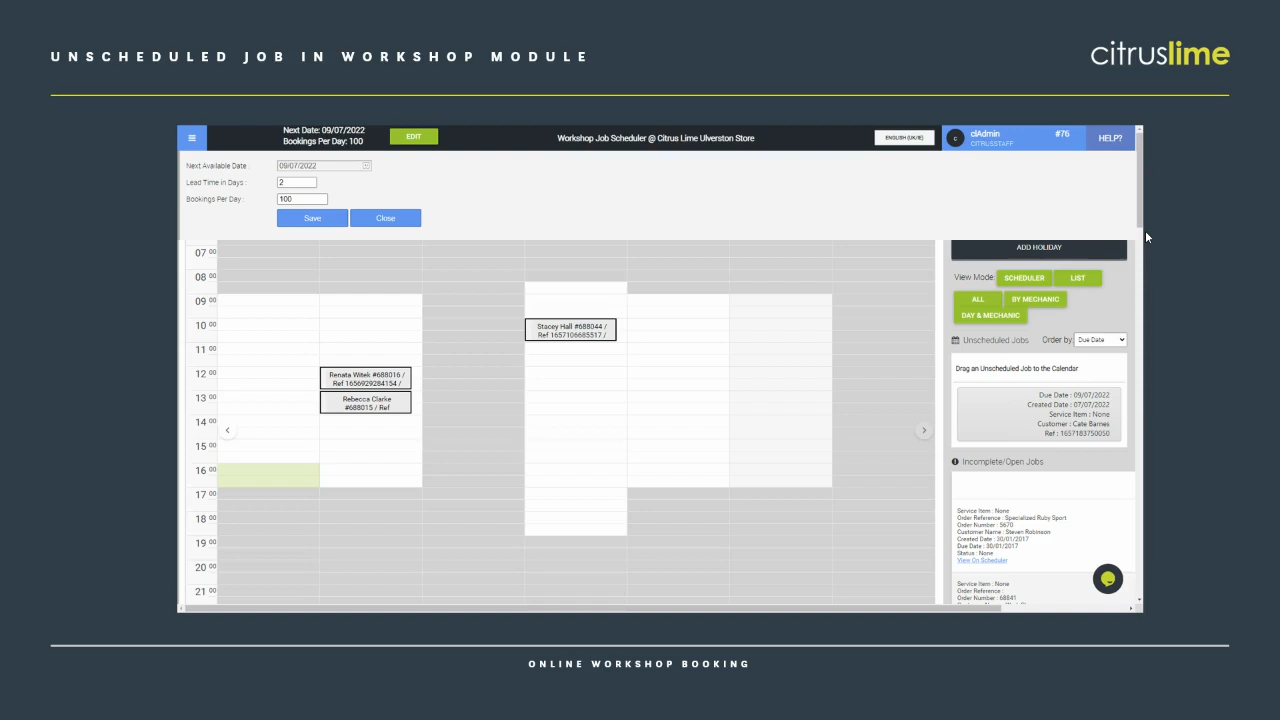 UNSCHEDULED JOB IN WORKSHOP MODULE
citruslime
Next Date: 09/07/2022
Bookings Per Day: 100
EDIT
Workshop Job Scheduler @ Citrus Lime Ulverston Store
ENGLISH (UK/IE)
c
clAdmin
CITRUSSTAFF
#76
HELP?
Next Available Date :
09/07/2022
Lead Time in Days :
2
Bookings Per Day :
100
Save
Close
07 00
08 00
09 00
10 00
11 00
12 00
13 00
14 00
15 00
16 00
17 00
18 00
19 00
20 00
21 00
Renata Witek #688016 /
Ref 1656929284154 /
Rebecca Clarke
#688015 / Ref
Stacey Hall #688044 /
Ref 1657106685517 /
ADD HOLIDAY
View Mode:
SCHEDULER
LIST
ALL
BY MECHANIC
DAY & MECHANIC
Unscheduled Jobs
Order by:
Due Date
Drag an Unscheduled Job to the Calendar
Due Date : 09/07/2022
Created Date : 07/07/2022
Service Item : None
Customer : Cate Barnes
Ref : 1657183750050
Incomplete/Open Jobs
Service Item : None
Order Reference : Specialized Ruby Sport
Order Number : 5670
Customer Name : Steven Robinson
Created Date : 30/01/2017
Due Date : 30/01/2017
Status : None
View On Scheduler
Service Item : None
Order Reference :
Order Number : 68841
ONLINE WORKSHOP BOOKING